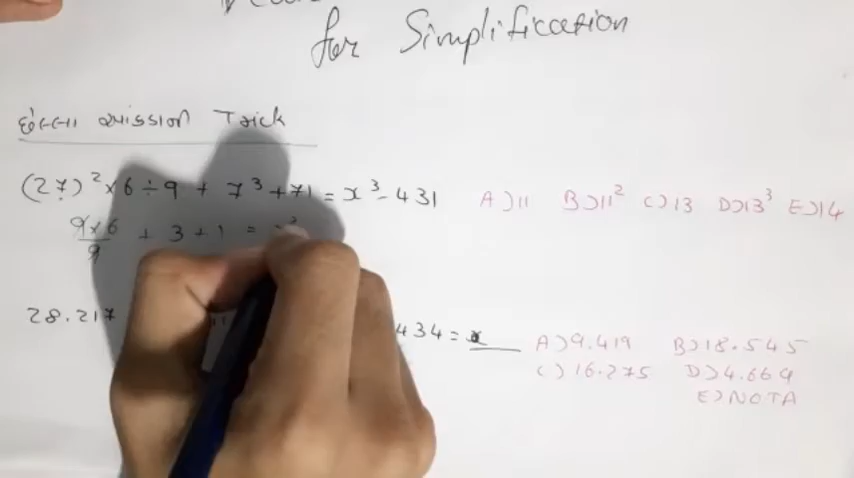 for Simplification
omission Trick
(27)² × 6 ÷ 9 + 7³ + 71 = x³ - 431 A) 11 B) 11² C) 13 D) 13³ E) 14
9×6/9 + 3 + 1 =
28.217 434 = x A) 9.419 B) 18.545
C) 16.275 D) 4.669
E) NOTA